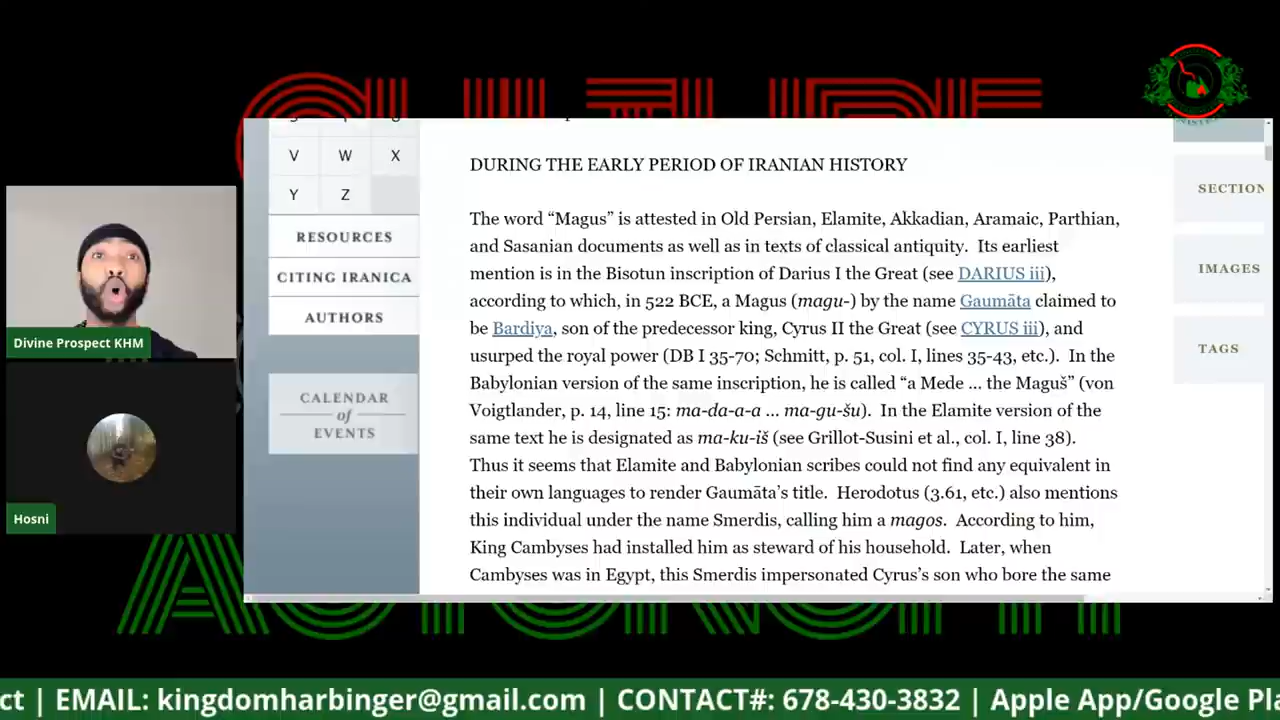 V W X
Y Z
RESOURCES
CITING IRANICA
AUTHORS
CALENDAR
of
EVENTS
DURING THE EARLY PERIOD OF IRANIAN HISTORY
The word “Magus” is attested in Old Persian, Elamite, Akkadian, Aramaic, Parthian,
and Sasanian documents as well as in texts of classical antiquity.  Its earliest
mention is in the Bisotun inscription of Darius I the Great (see DARIUS iii),
according to which, in 522 BCE, a Magus (magu-) by the name Gaumāta claimed to
be Bardiya, son of the predecessor king, Cyrus II the Great (see CYRUS iii), and
usurped the royal power (DB I 35-70; Schmitt, p. 51, col. I, lines 35-43, etc.).  In the
Babylonian version of the same inscription, he is called “a Mede ... the Maguš” (von
Voigtlander, p. 14, line 15: ma-da-a-a ... ma-gu-šu).  In the Elamite version of the
same text he is designated as ma-ku-iš (see Grillot-Susini et al., col. I, line 38).
Thus it seems that Elamite and Babylonian scribes could not find any equivalent in
their own languages to render Gaumāta’s title.  Herodotus (3.61, etc.) also mentions
this individual under the name Smerdis, calling him a magos.  According to him,
King Cambyses had installed him as steward of his household.  Later, when
Cambyses was in Egypt, this Smerdis impersonated Cyrus’s son who bore the same
SECTION
IMAGES
TAGS
Divine Prospect KHM
Hosni
ct | EMAIL: kingdomharbinger@gmail.com | CONTACT#: 678-430-3832 | Apple App/Google Pla